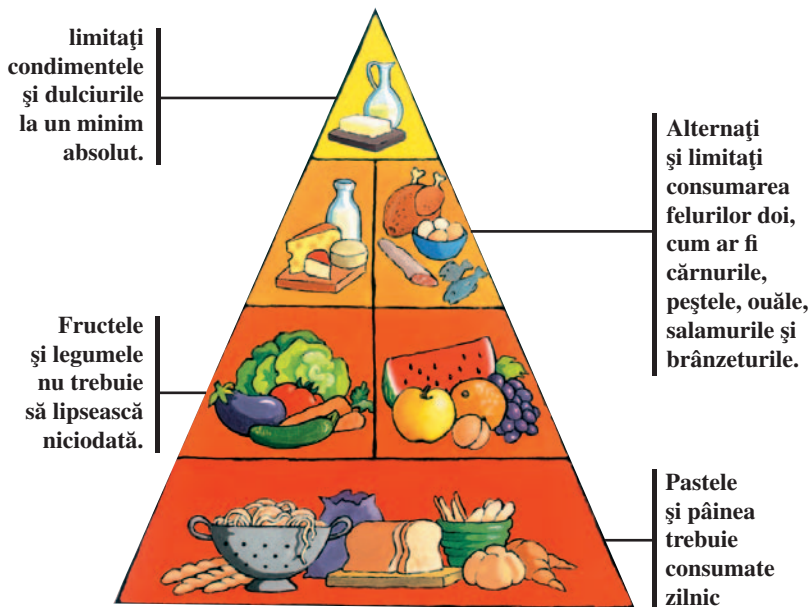 limitaţi
condimentele
şi dulciurile
la un minim
absolut.
Alternaţi
şi limitaţi
consumarea
felurilor doi,
cum ar fi
cărnurile,
peştele, ouăle,
salamurile şi
brânzeturile.
Fructele
şi legumele
nu trebuie
să lipsească
niciodată.
Pastele
şi pâinea
trebuie
consumate
zilnic